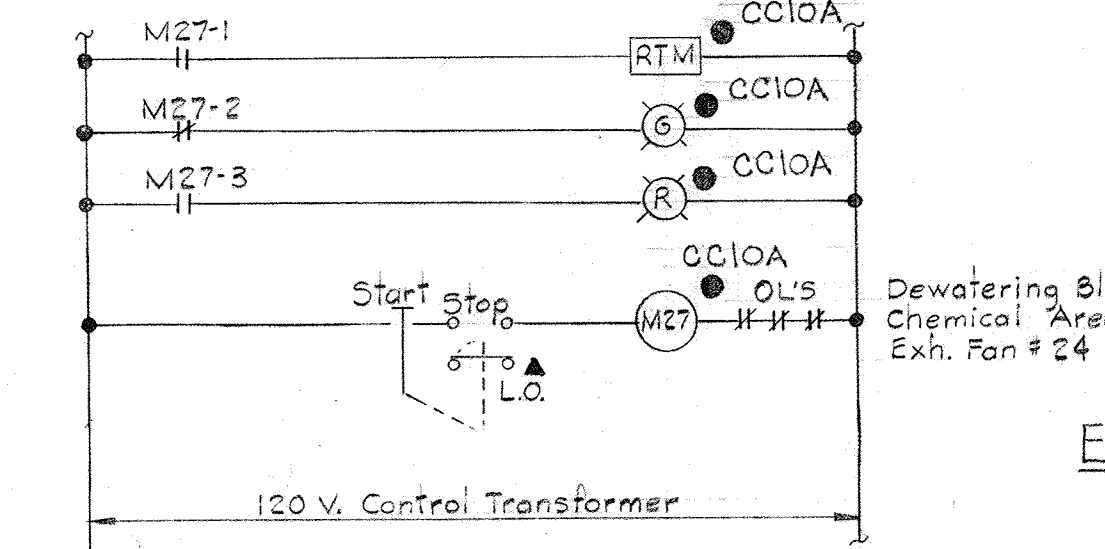 CC10A
M27-1
RTM
CC10A
M27-2
G
CC10A
M27-3
R
CC10A
Start Stop OL'S
M27
Dewatering Bl
Chemical Are
Exh. Fan # 24
L.O.
120 V. Control Transformer